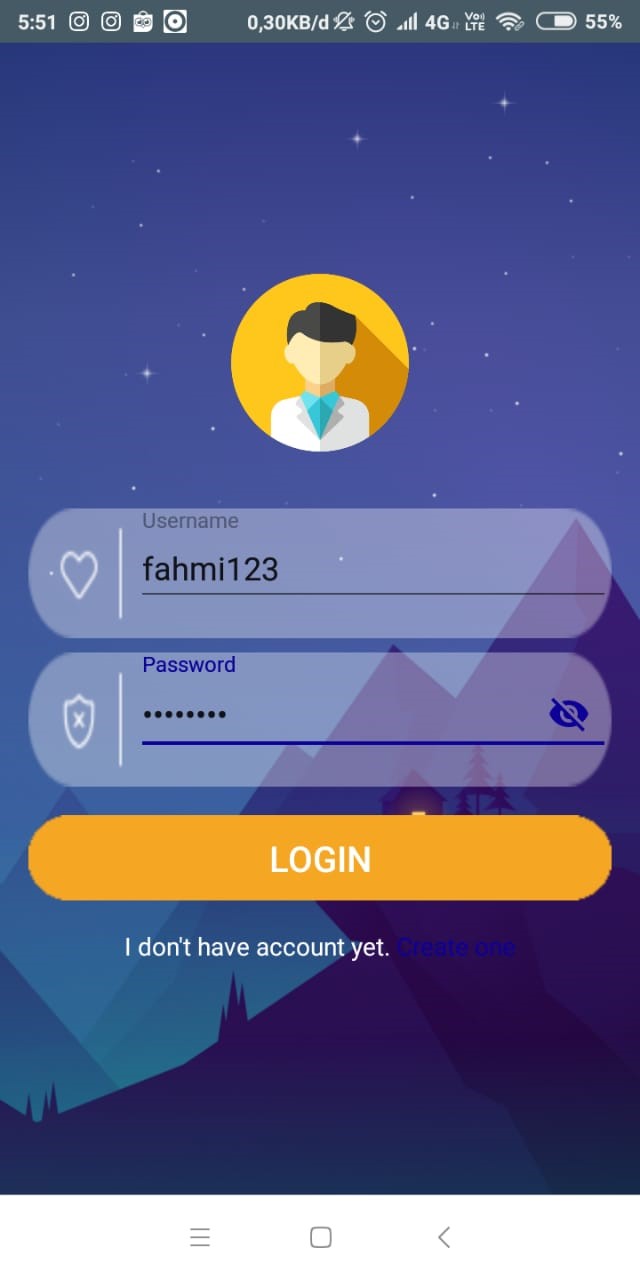 5:51 0,30KB/d 4G Vo)) LTE 55%
Username
fahmi123
Password
••••••••
LOGIN
I don't have account yet. Create one